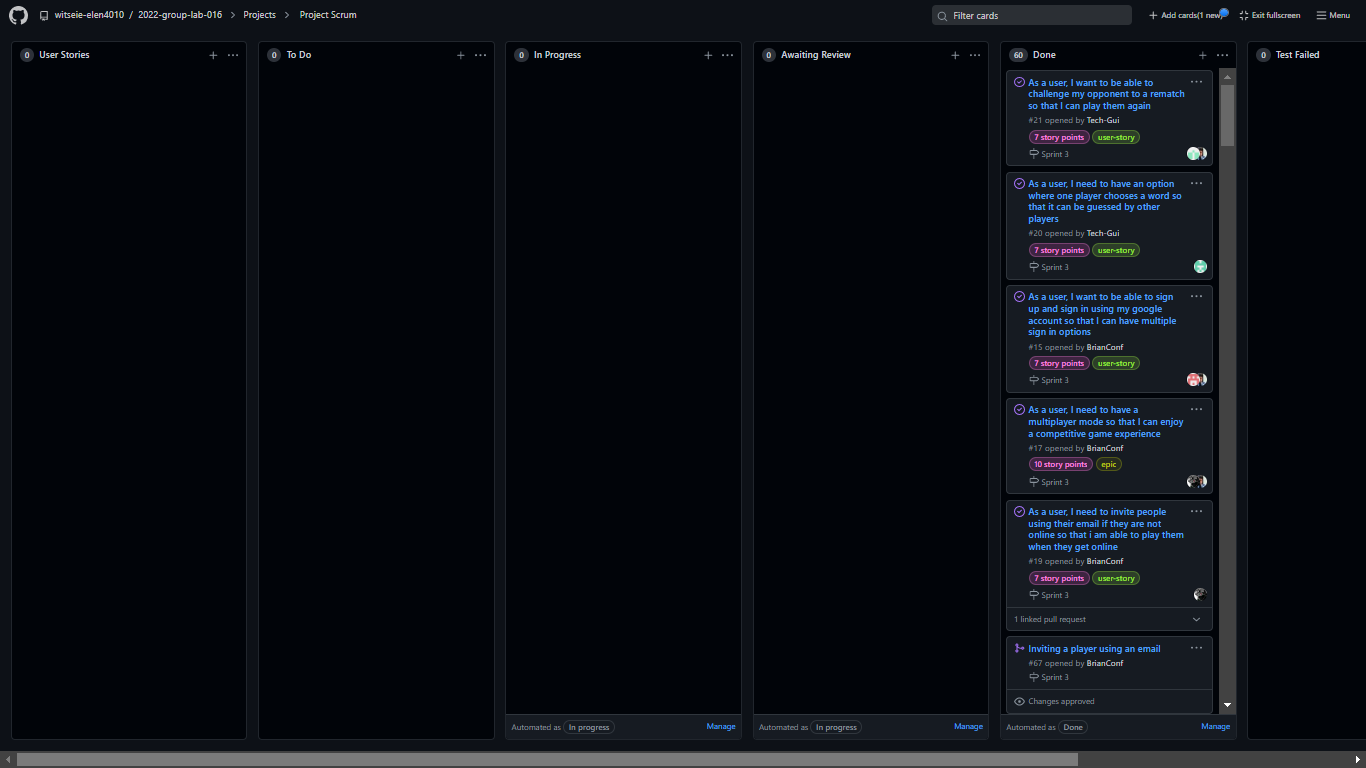 witseie-elen4010 / 2022-group-lab-016 > Projects > Project Scrum
Filter cards
+ Add cards(1 new)
Exit fullscreen
Menu
0 User Stories
0 To Do
0 In Progress
Automated as In progress Manage
0 Awaiting Review
Automated as In progress Manage
60 Done
As a user, I want to be able to
challenge my opponent to a rematch
so that I can play them again
#21 opened by Tech-Gui
7 story points user-story
Sprint 3
As a user, I need to have an option
where one player chooses a word so
that it can be guessed by other
players
#20 opened by Tech-Gui
7 story points user-story
Sprint 3
As a user, I want to be able to sign
up and sign in using my google
account so that I can have multiple
sign in options
#15 opened by BrianConf
7 story points user-story
Sprint 3
As a user, I need to have a
multiplayer mode so that I can enjoy
a competitive game experience
#17 opened by BrianConf
10 story points epic
Sprint 3
As a user, I need to invite people
using their email if they are not
online so that i am able to play them
when they get online
#19 opened by BrianConf
7 story points user-story
Sprint 3
1 linked pull request
Inviting a player using an email
#67 opened by BrianConf
Sprint 3
Changes approved
Automated as Done Manage
0 Test Failed